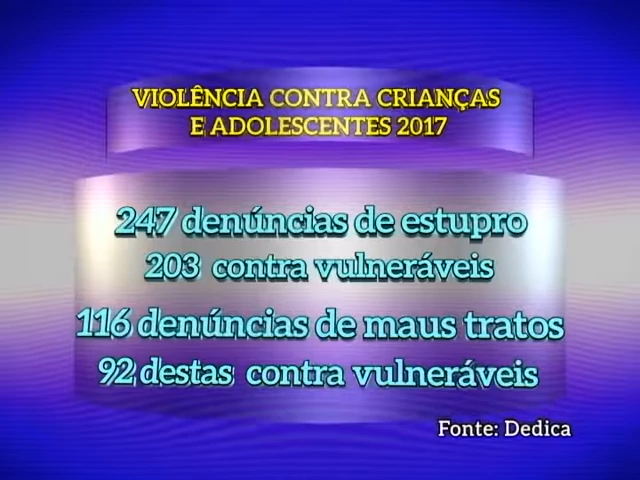 VIOLÊNCIA CONTRA CRIANÇAS
E ADOLESCENTES 2017
247 denúncias de estupro
203 contra vulneráveis
116 denúncias de maus tratos
92 destas contra vulneráveis
Fonte: Dedica